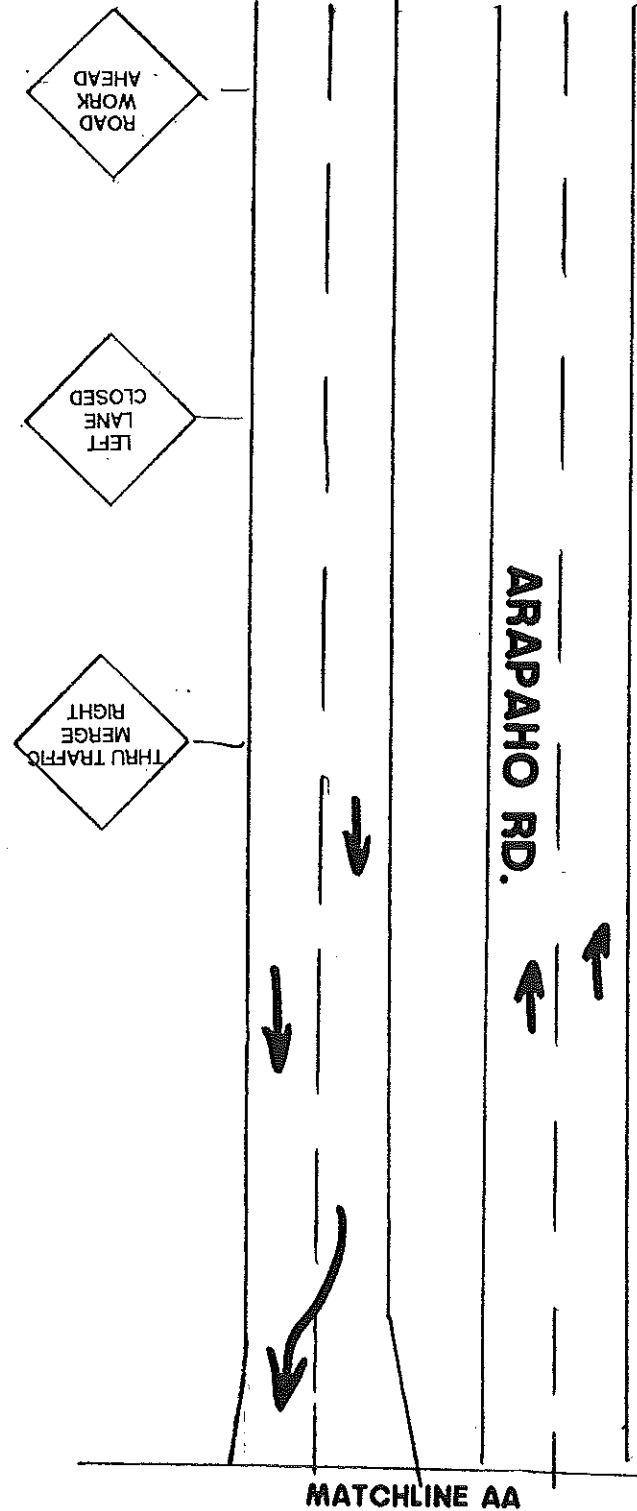 ROAD
WORK
AHEAD
LEFT
LANE
CLOSED
THRU TRAFFIC
MERGE
RIGHT
ARAPAHO RD.
MATCHLINE AA